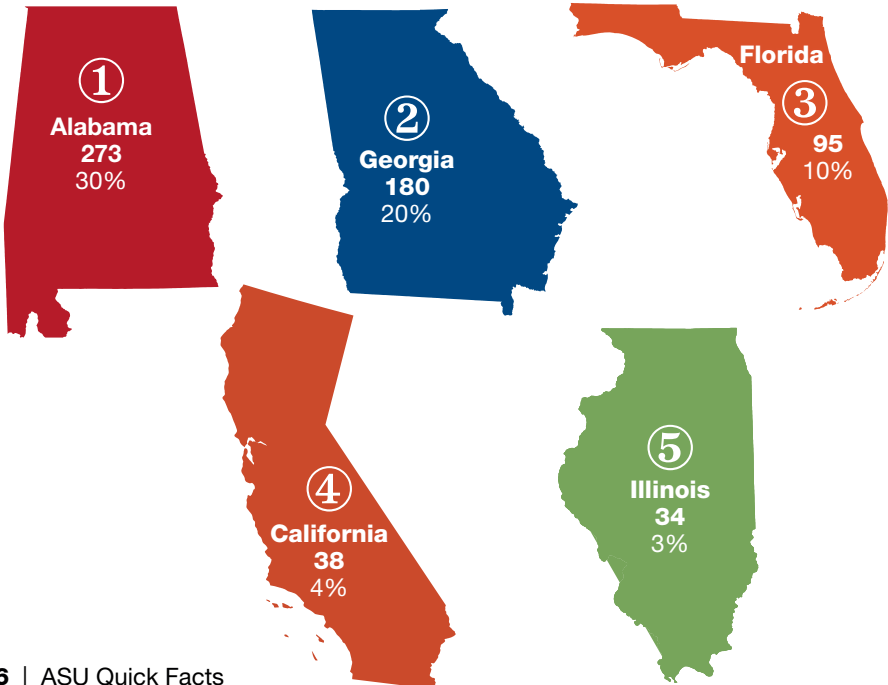 ①
Alabama
273
30%
②
Georgia
180
20%
Florida
③
95
10%
④
California
38
4%
⑤
Illinois
34
3%
6 | ASU Quick Facts